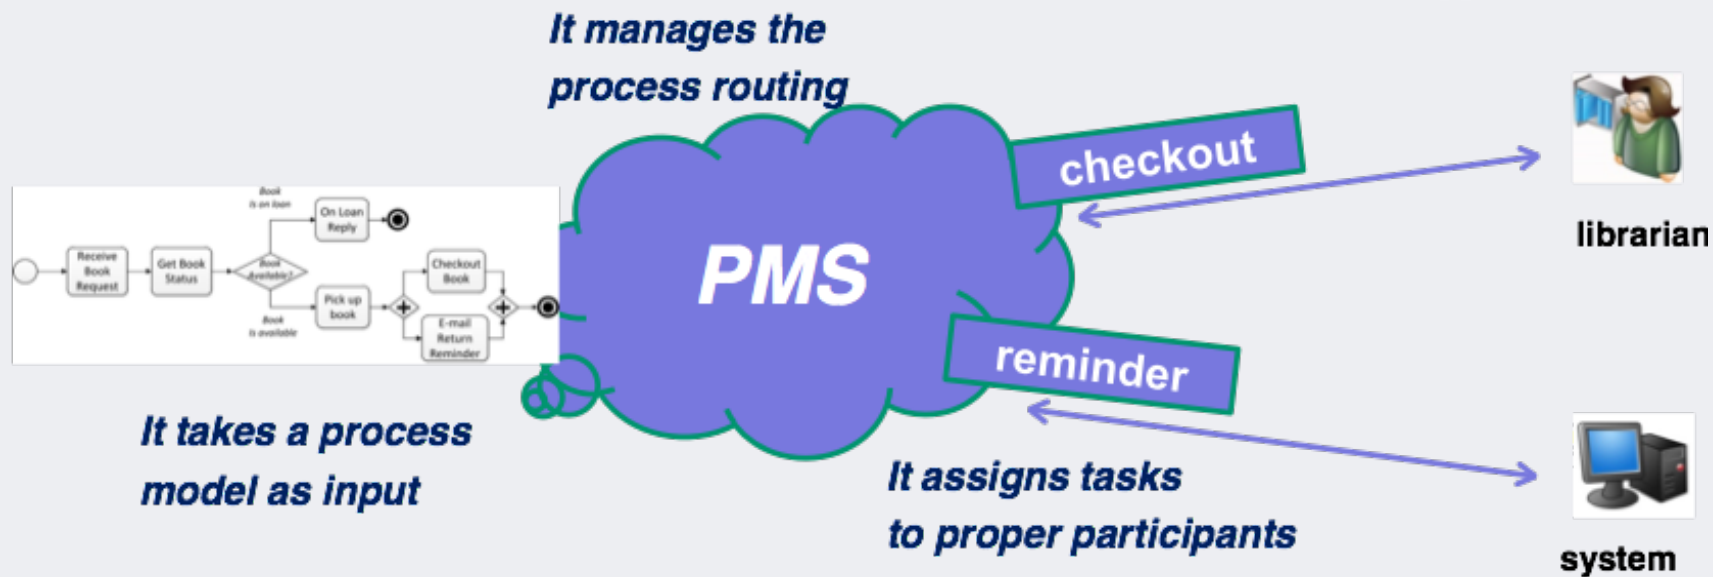 It manages the
process routing
checkout
librarian
PMS
Book
Is on loan
On Loan
Reply
Receive
Book
Request
Get Book
Status
Book
Available?
Checkout
Book
Pick up
book
Book
Is available
E-mail
Return
Reminder
reminder
It takes a process
model as input
It assigns tasks
to proper participants
system